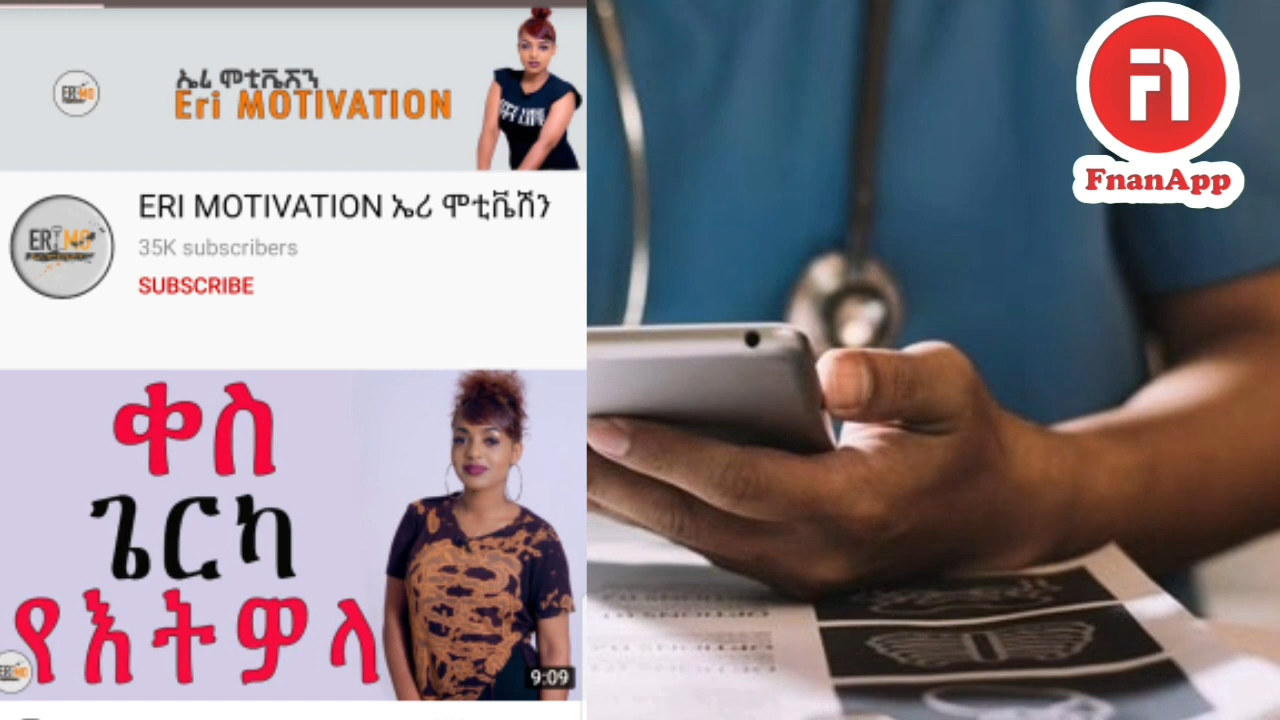 ኤሪ ሞቲቬሽን
Eri MOTIVATION
ERI MOTIVATION ኤሪ ሞቲቬሽን
35K subscribers
SUBSCRIBE
ቀስ
ጌርካ
የእትዎላ
9:09
FnanApp